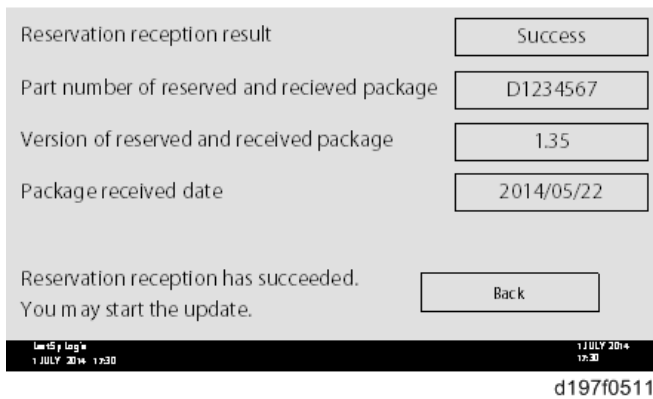 Reservation reception result
Success
Part number of reserved and recieved package
D1234567
Version of reserved and received package
1.35
Package received date
2014/05/22
Reservation reception has succeeded.
You may start the update.
Back
LastSp Log'n
1 JULY 2014 17:30
1 JULY 2014
17:30
d197f0511